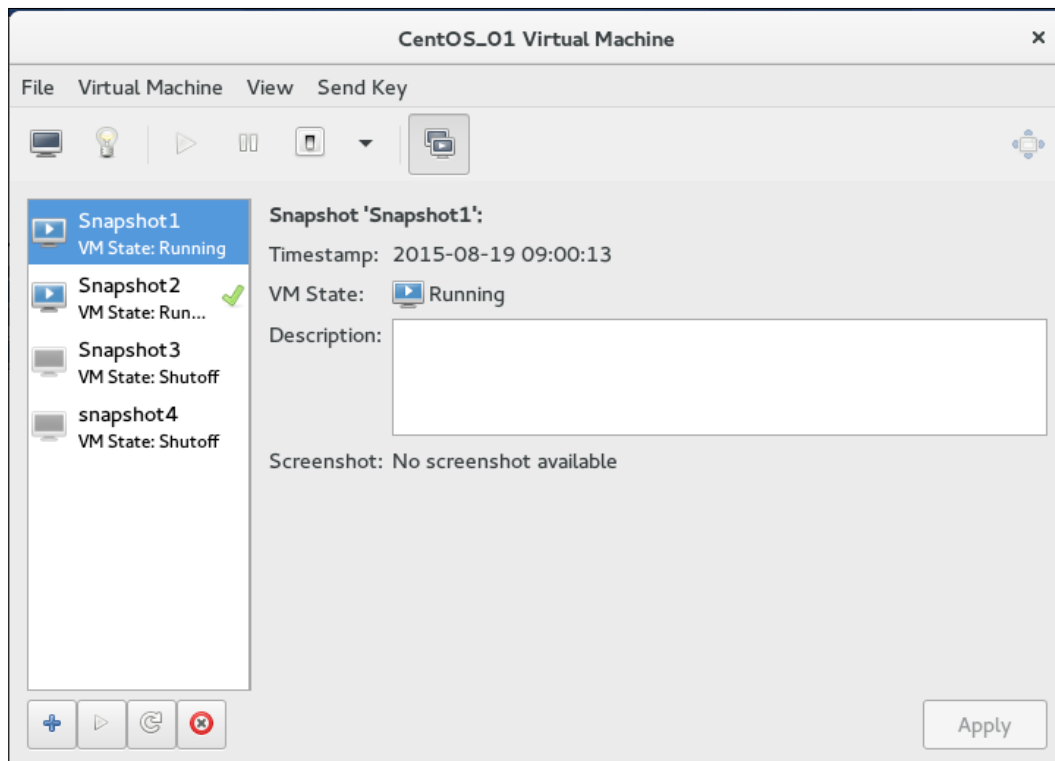 CentOS_01 Virtual Machine
File Virtual Machine View Send Key
Snapshot1
VM State: Running
Snapshot2
VM State: Run...
Snapshot3
VM State: Shutoff
snapshot4
VM State: Shutoff
Snapshot 'Snapshot1':
Timestamp: 2015-08-19 09:00:13
VM State: Running
Description:
Screenshot: No screenshot available
Apply